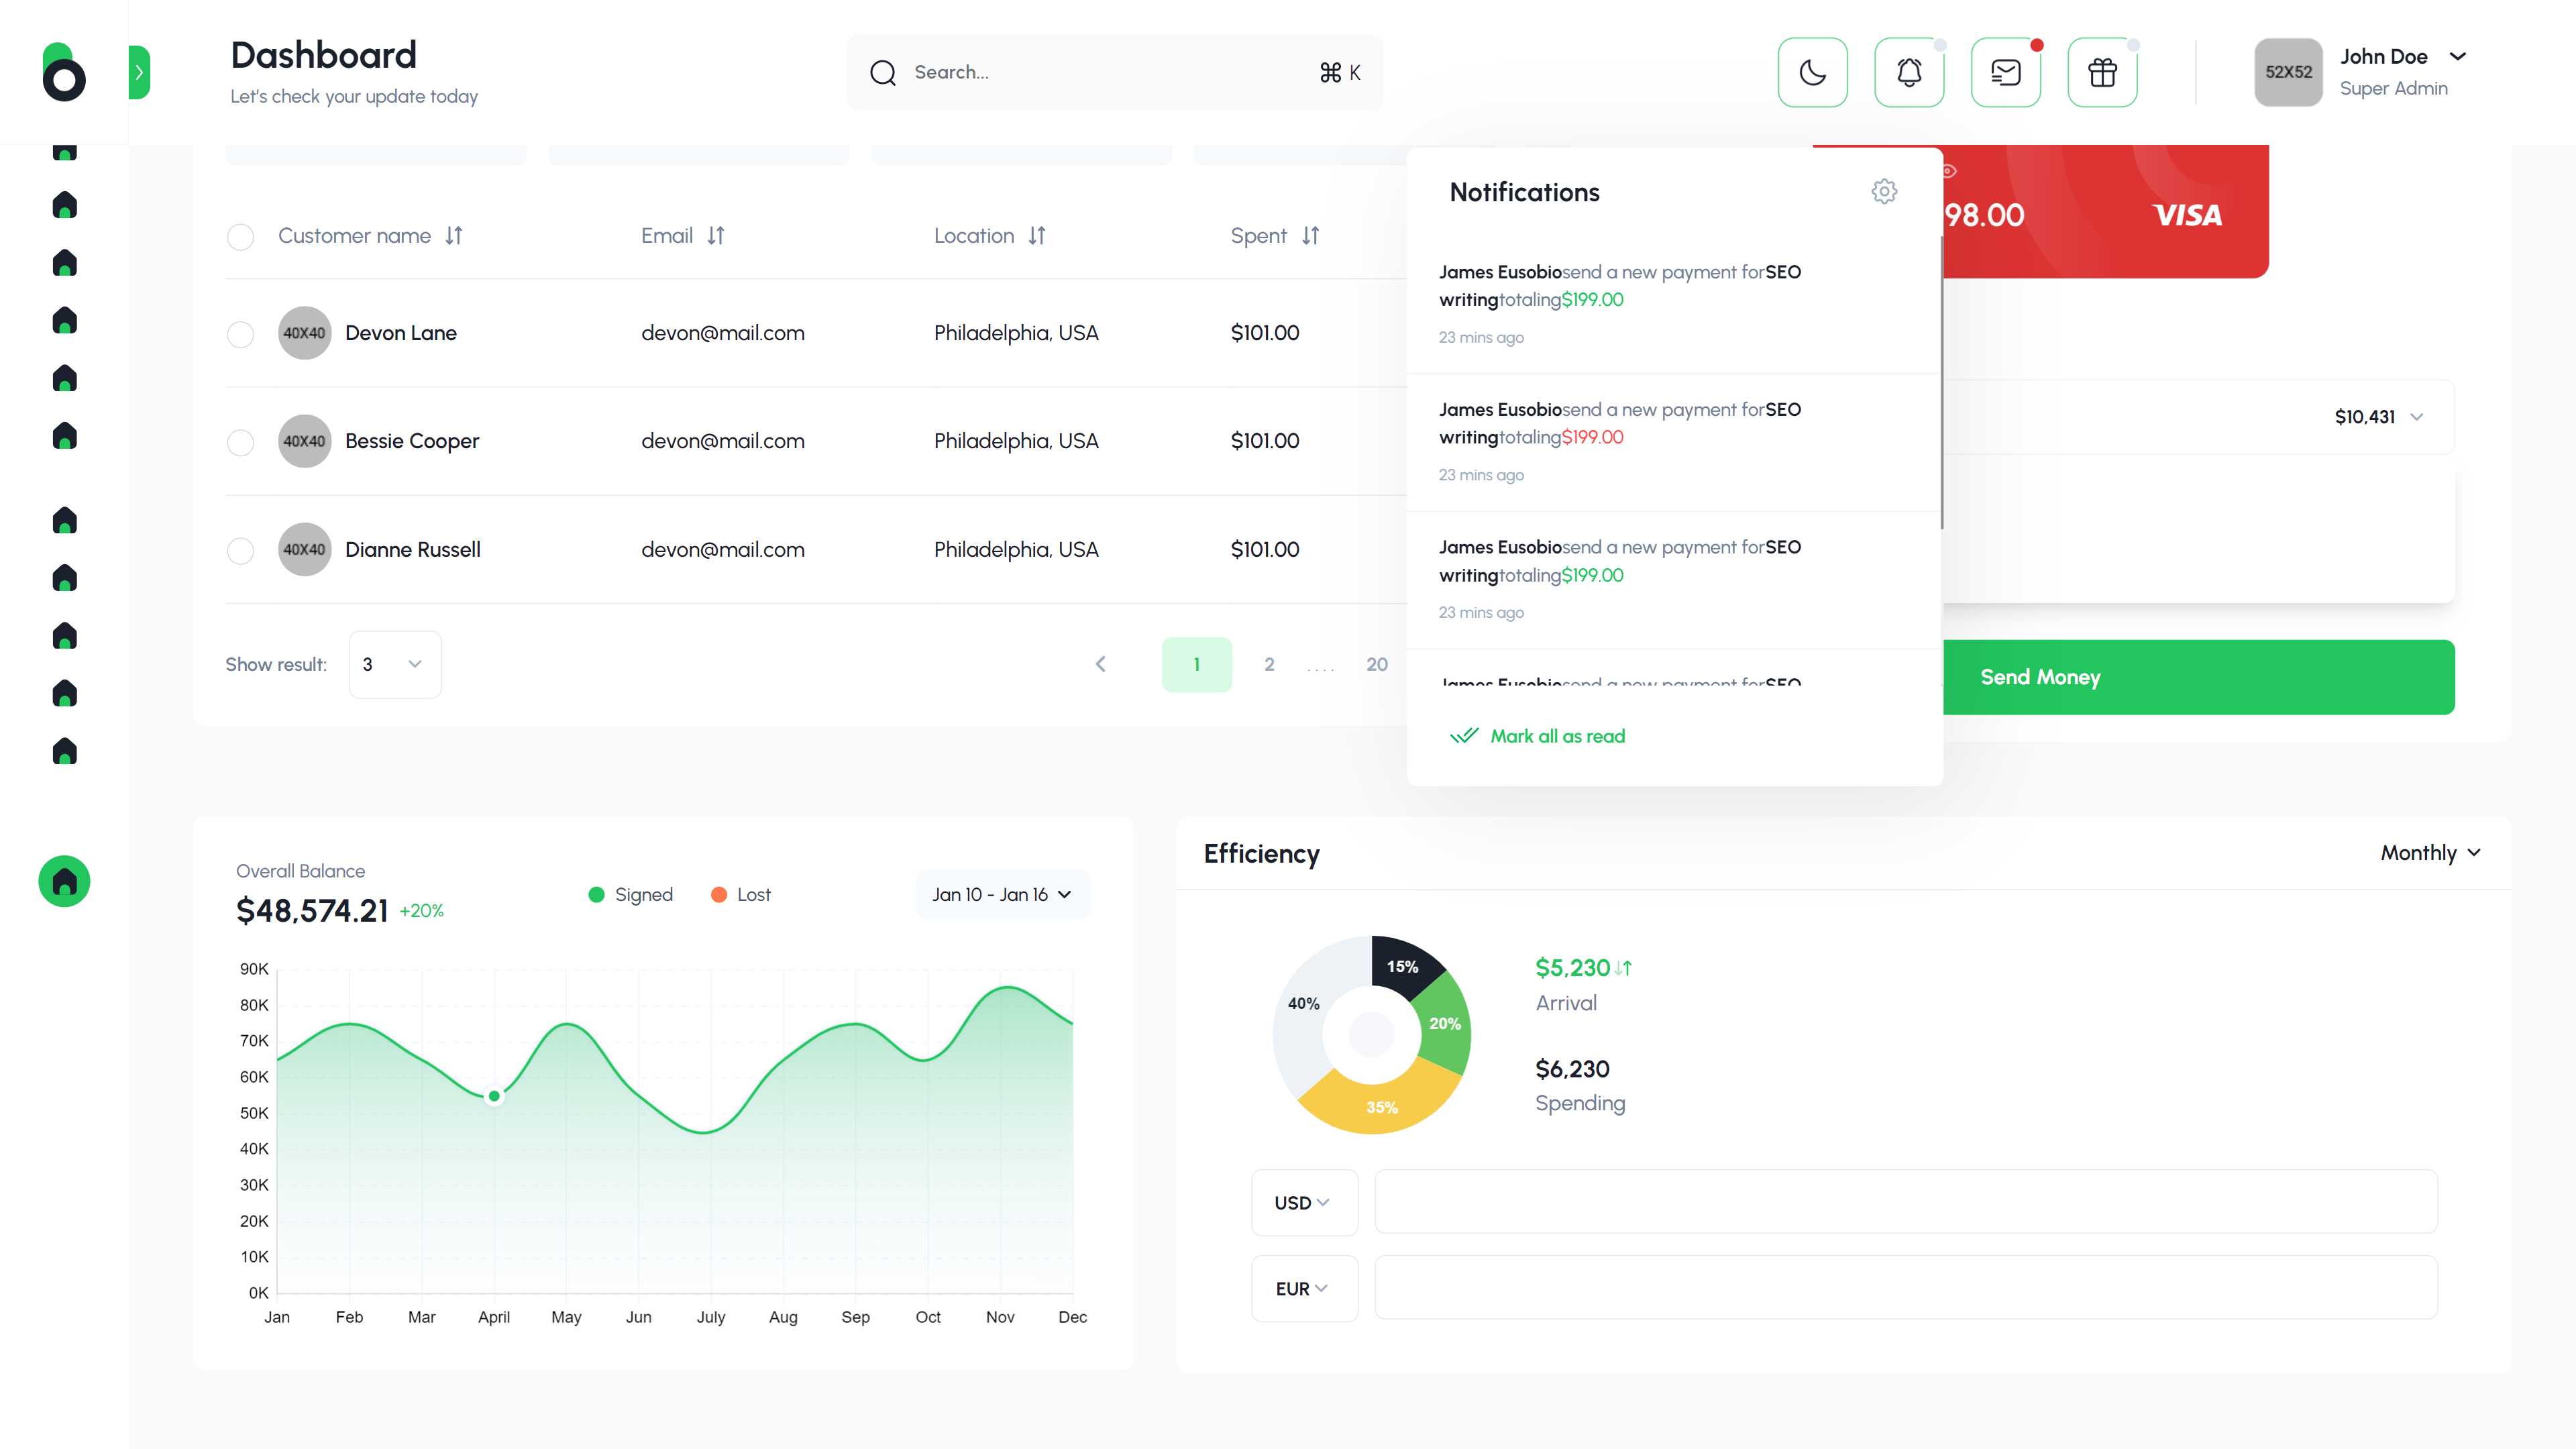 Dashboard
Let's check your update today
Search...
⌘ K
52X52
John Doe
Super Admin
Customer name
Email
Location
Spent
40X40 Devon Lane devon@mail.com Philadelphia, USA $101.00
40X40 Bessie Cooper devon@mail.com Philadelphia, USA $101.00
40X40 Dianne Russell devon@mail.com Philadelphia, USA $101.00
Show result: 3
1 2 .... 20
Notifications
James Eusobiosend a new payment forSEO
writingtotaling$199.00
23 mins ago
James Eusobiosend a new payment forSEO
writingtotaling$199.00
23 mins ago
James Eusobiosend a new payment forSEO
writingtotaling$199.00
23 mins ago
James Eusobiosend a new payment forSEO
Mark all as read
98.00
VISA
$10,431
Send Money
Overall Balance
$48,574.21 +20%
Signed
Lost
Jan 10 - Jan 16
90K
80K
70K
60K
50K
40K
30K
20K
10K
0K
Jan Feb Mar April May Jun July Aug Sep Oct Nov Dec
Efficiency
Monthly
15%
20%
35%
40%
$5,230
Arrival
$6,230
Spending
USD
EUR